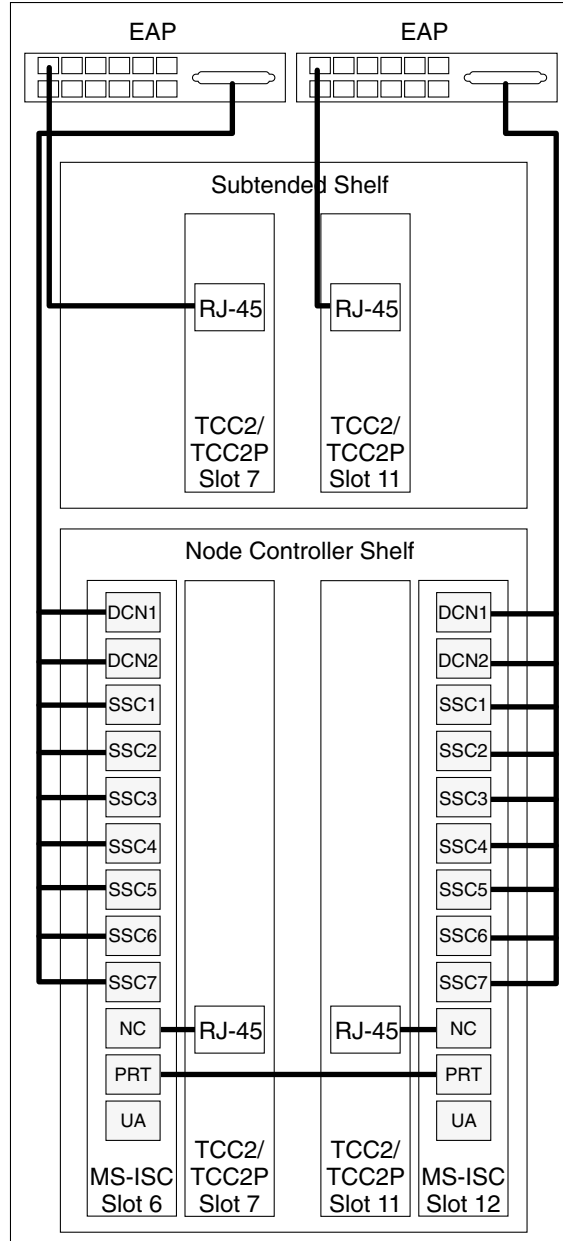 EAP
EAP
Subtended Shelf
RJ-45
RJ-45
TCC2/
TCC2P
Slot 7
TCC2/
TCC2P
Slot 11
Node Controller Shelf
DCN1
DCN2
SSC1
SSC2
SSC3
SSC4
SSC5
SSC6
SSC7
NC
PRT
UA
MS-ISC
Slot 6
RJ-45
TCC2/
TCC2P
Slot 7
RJ-45
TCC2/
TCC2P
Slot 11
DCN1
DCN2
SSC1
SSC2
SSC3
SSC4
SSC5
SSC6
SSC7
NC
PRT
UA
MS-ISC
Slot 12